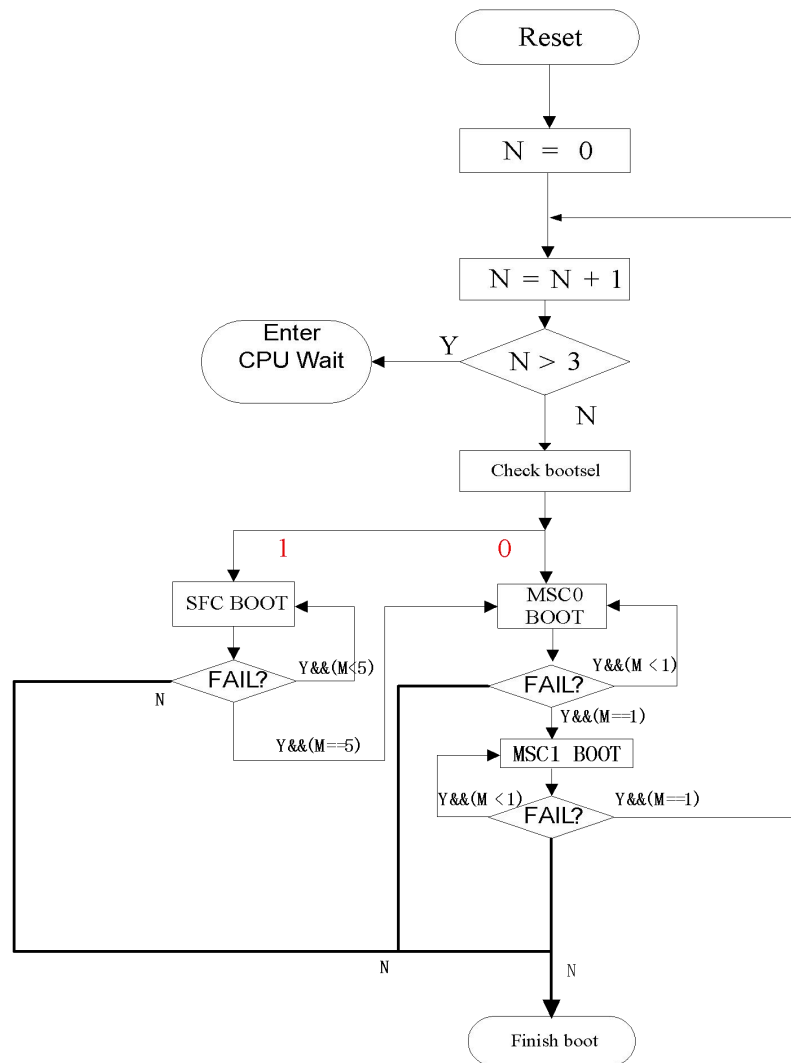 Reset
N = 0
N = N + 1
Enter
CPU Wait
Y
N > 3
N
Check bootsel
1
0
SFC BOOT
MSC0
BOOT
FAIL?
Y&&(M<5)
N
FAIL?
Y&&(M <1)
Y&&(M==1)
Y&&(M==5)
MSC1 BOOT
Y&&(M <1)
FAIL?
Y&&(M==1)
N
N
Finish boot